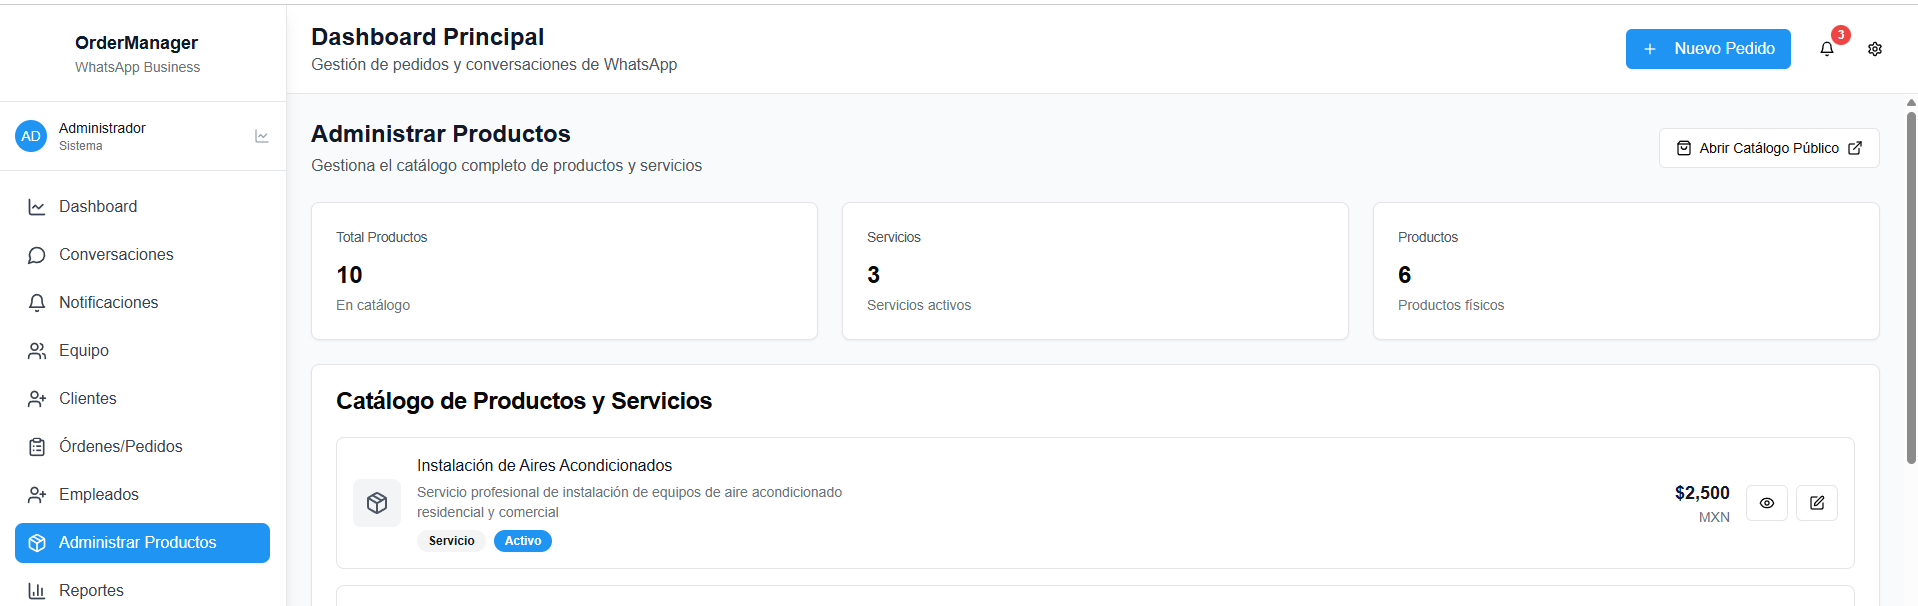 OrderManager
WhatsApp Business
AD
Administrador
Sistema
Dashboard
Conversaciones
Notificaciones
Equipo
Clientes
Órdenes/Pedidos
Empleados
Administrar Productos
Reportes
Dashboard Principal
Gestión de pedidos y conversaciones de WhatsApp
Nuevo Pedido
3
Administrar Productos
Gestiona el catálogo completo de productos y servicios
Abrir Catálogo Público
Total Productos
10
En catálogo
Servicios
3
Servicios activos
Productos
6
Productos físicos
Catálogo de Productos y Servicios
Instalación de Aires Acondicionados
Servicio profesional de instalación de equipos de aire acondicionado
residencial y comercial
Servicio Activo
$2,500
MXN